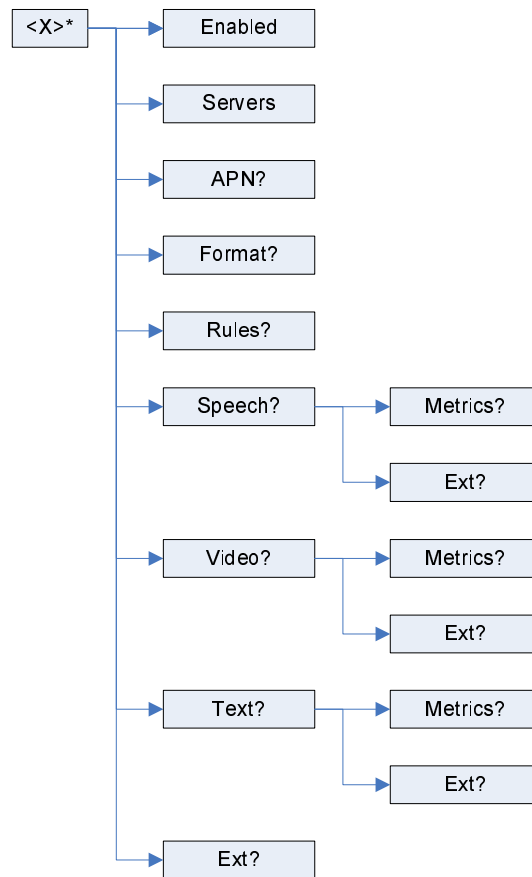 <X>*
Enabled
Servers
APN?
Format?
Rules?
Speech?
Metrics?
Ext?
Video?
Metrics?
Ext?
Text?
Metrics?
Ext?
Ext?